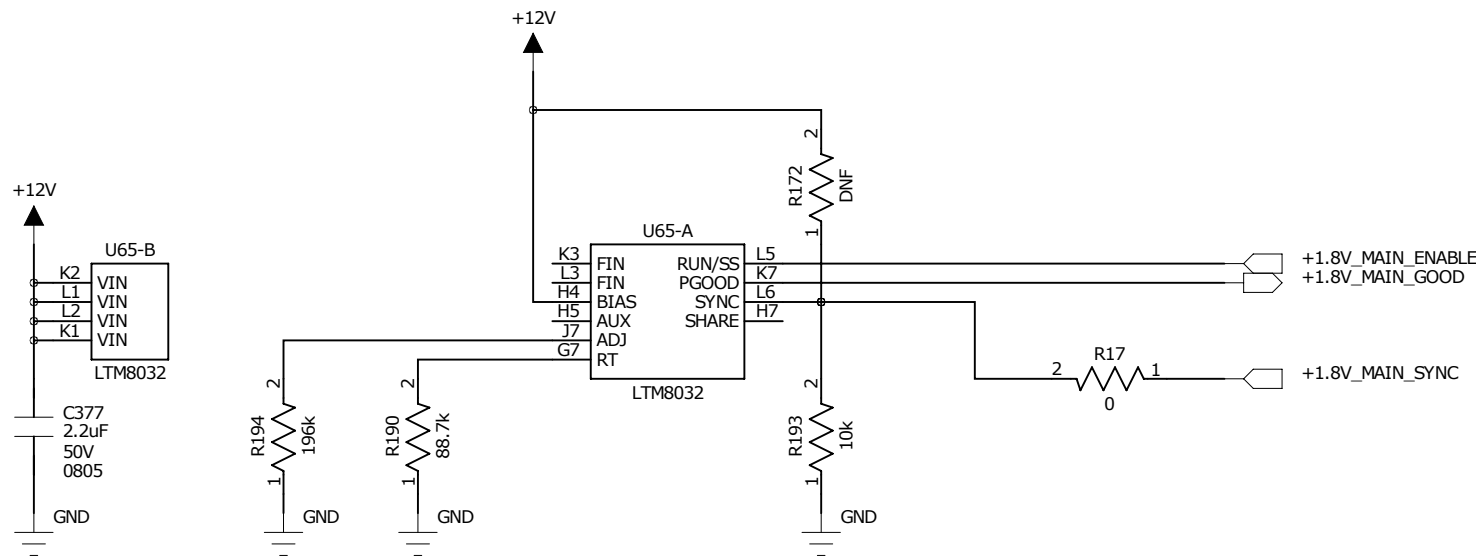 +12V
+12V
U65-B
K2 VIN
L1 VIN
L2 VIN
K1 VIN
LTM8032
C377
2.2uF
50V
0805
GND
2
R172
DNF
1
U65-A
K3 FIN RUN/SS L5
L3 FIN PGOOD K7
H4 BIAS SYNC L6
H5 AUX SHARE H7
J7 ADJ
G7 RT
LTM8032
+1.8V_MAIN_ENABLE
+1.8V_MAIN_GOOD
R17
2 1
0
+1.8V_MAIN_SYNC
2
R194
196k
1
GND
2
R190
88.7k
1
GND
2
R193
10k
1
GND